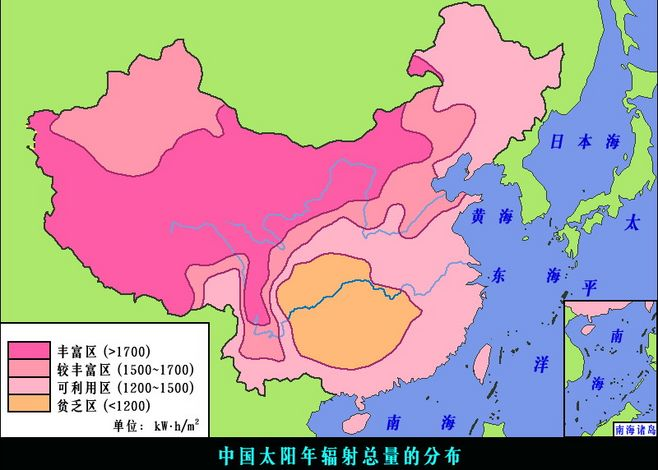 日本海
黄海
太
东海
平
洋
南海
南
海
南海诸岛
丰富区 (>1700)
较丰富区 (1500~1700)
可利用区 (1200~1500)
贫乏区 (<1200)
单位: kW·h/m²
中国太阳年辐射总量的分布